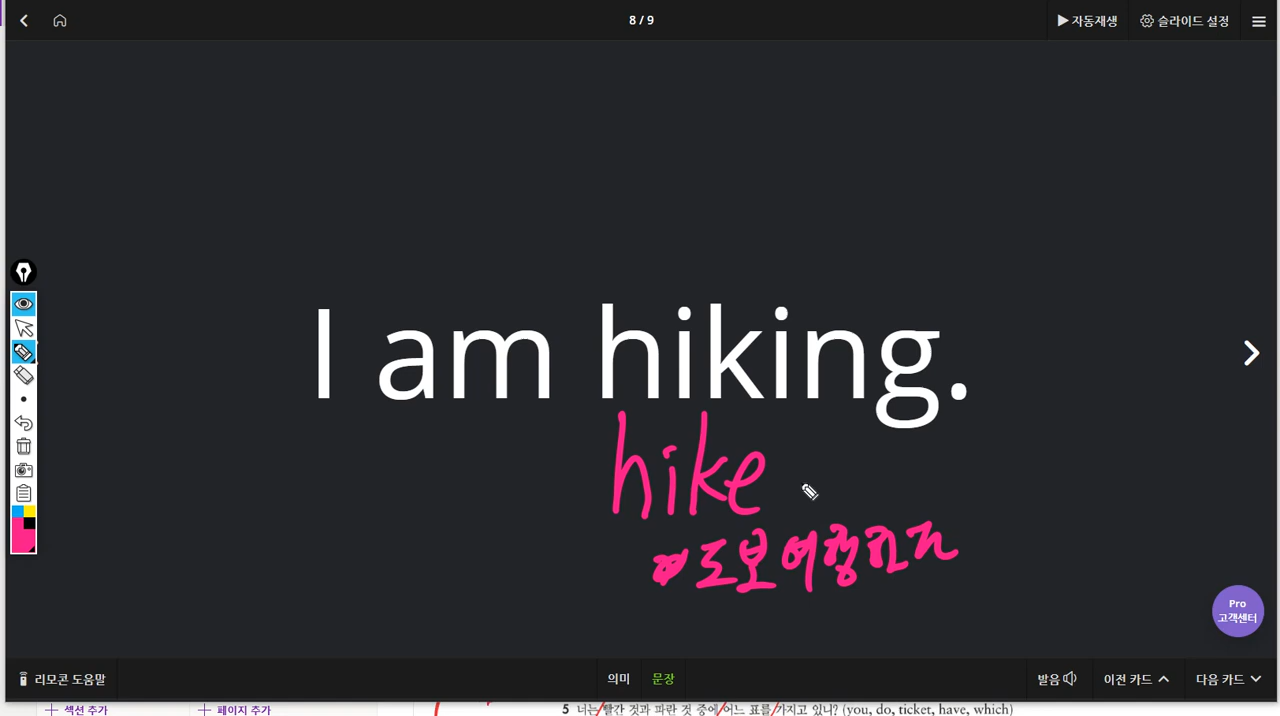 8 / 9
자동재생
슬라이드 설정
I am hiking.
hike
도보여행
Pro
고객센터
리모콘 도움말
의미
문장
발음
이전 카드
다음 카드
섹션 추가
페이지 추가
5 너는 빨간 것과 파란 것 중에 어느 표를 가지고 있니? (you, do, ticket, have, which)